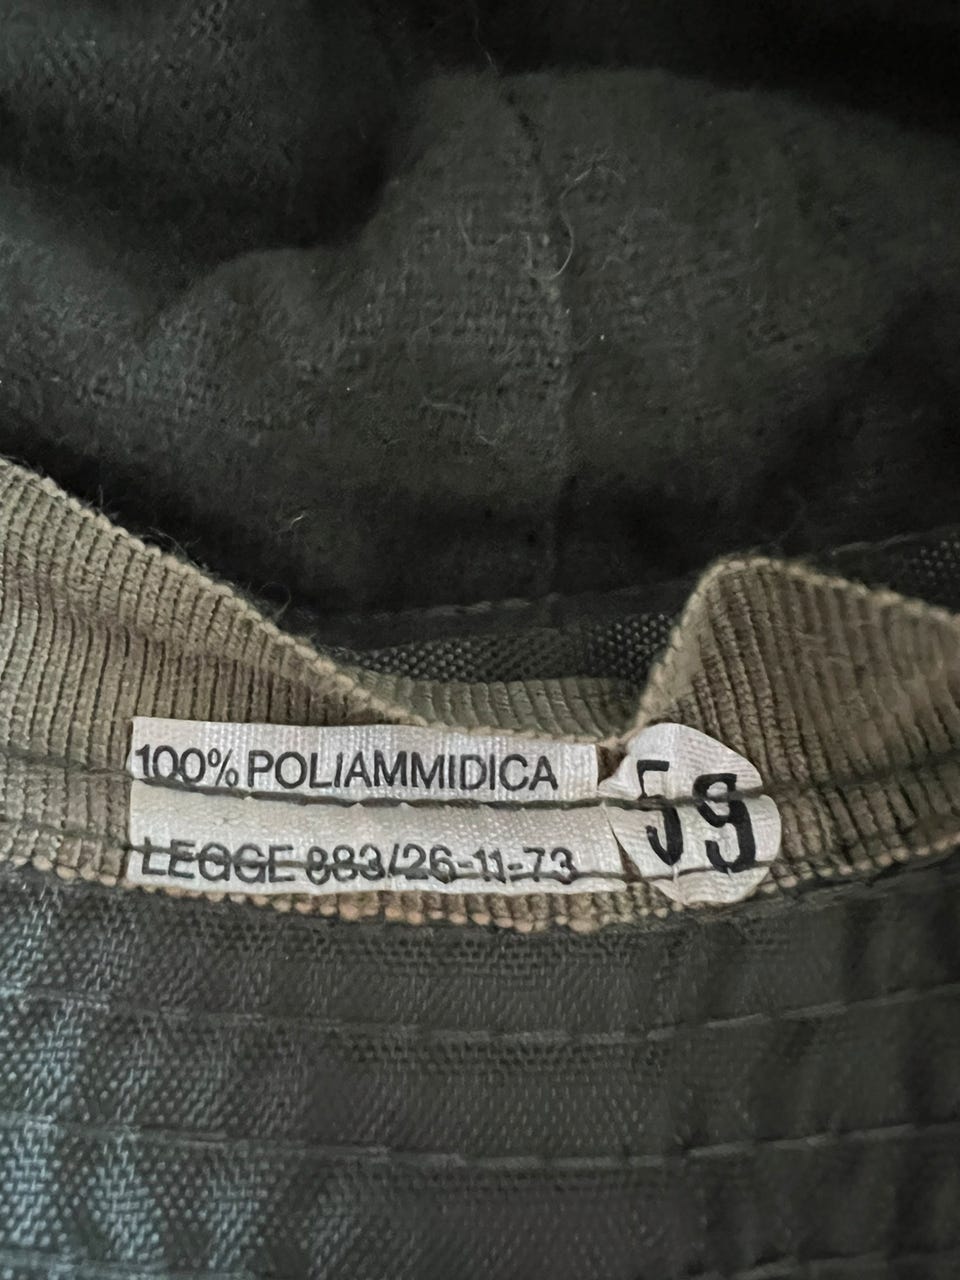 100% POLIAMMIDICA
LEGGE 883/26-11-73
59